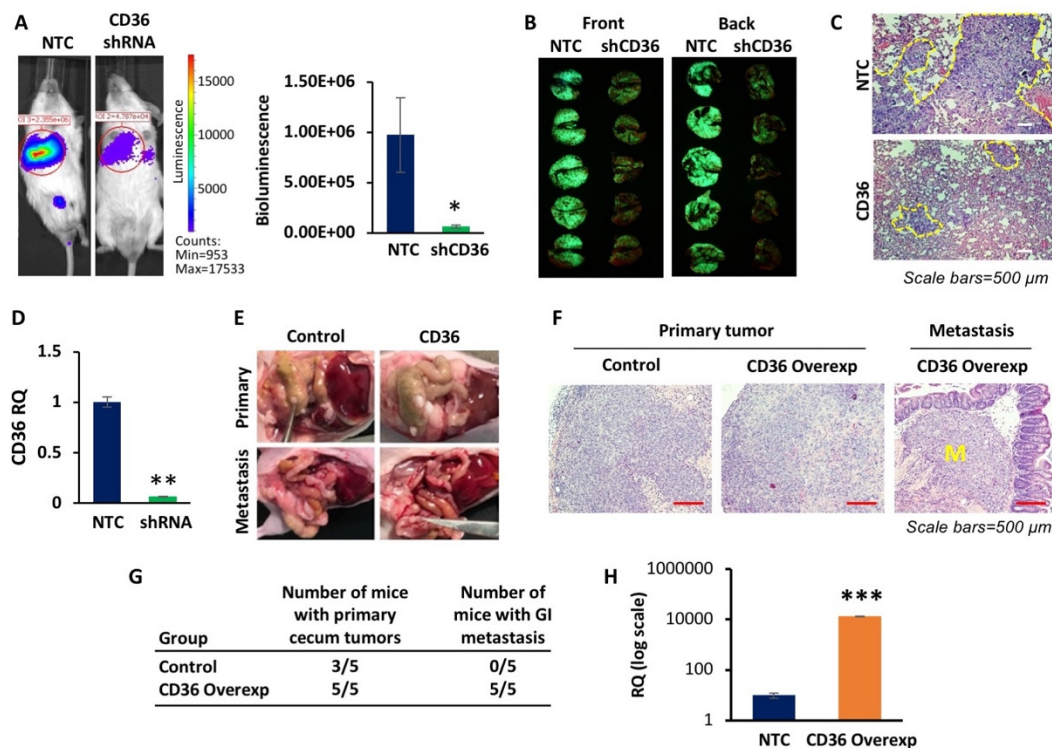 A
NTC
CD36
shRNA
15000
10000
5000
Luminescence
Counts:
Min=953
Max=17533
Bioluminescence
1.50E+06
1.00E+06
5.00E+05
0.00E+00
*
NTC shCD36
B
Front Back
NTC shCD36 NTC shCD36
C
NTC
CD36
Scale bars=500 µm
D
CD36 RQ
1.5
1
0.5
0
**
NTC shRNA
E
Control CD36
Primary
Metastasis
F
Primary tumor Metastasis
Control CD36 Overexp CD36 Overexp
M
Scale bars=500 µm
G
Group
Number of mice
with primary
cecum tumors
Number of
mice with GI
metastasis
Control 3/5 0/5
CD36 Overexp 5/5 5/5
H
RQ (log scale)
1000000
10000
100
1
***
NTC CD36 Overexp